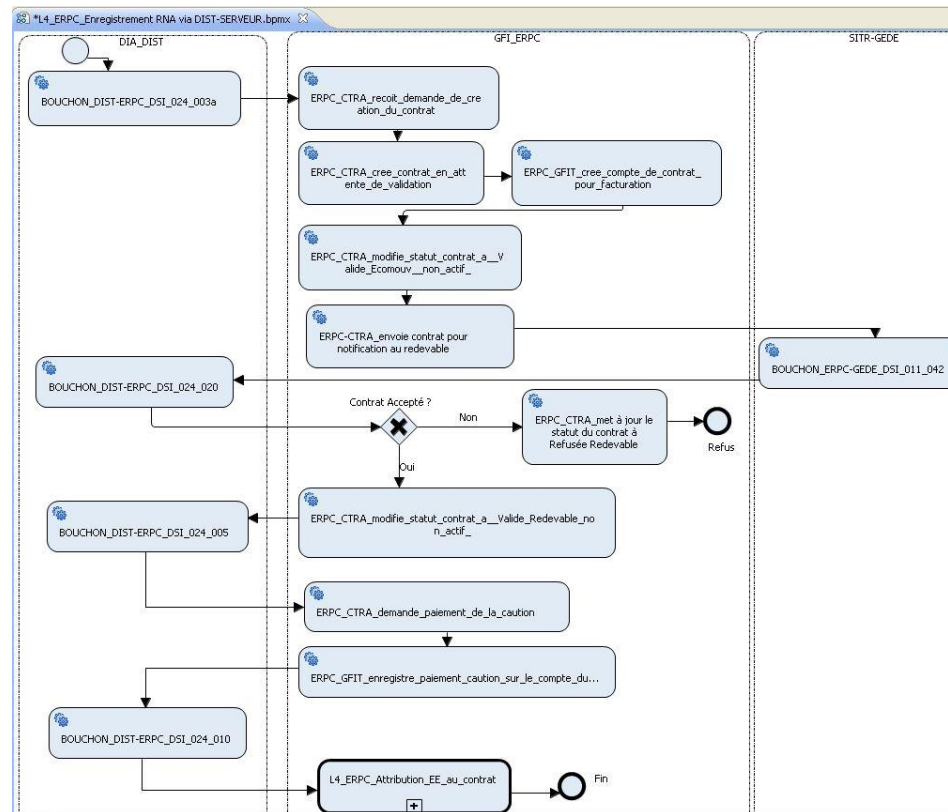 *L4_ERPC_Enregistrement RNA via DIST-SERVEUR.bpmx
DIA_DIST
GFI_ERPC
SITR-GEDE
BOUCHON_DIST-ERPC_DSI_024_003a
ERPC_CTRA_recoit_demande_de_cre
ation_du_contrat
ERPC_CTRA_cree_contrat_en_att
ente_de_validation
ERPC_GFIT_cree_compte_de_contrat_
pour_facturation
ERPC_CTRA_modifie_statut_contrat_a__V
alide_Ecomouv__non_actif_
ERPC-CTRA_envoie contrat pour
notification au redevable
BOUCHON_ERPC-GEDE_DSI_011_042
BOUCHON_DIST-ERPC_DSI_024_020
Contrat Accepté ?
Non
ERPC_CTRA_met à jour le
statut du contrat à
Refusée Redevable
Refus
Oui
ERPC_CTRA_modifie_statut_contrat_a__Valide_Redevable_no
n_actif_
BOUCHON_DIST-ERPC_DSI_024_005
ERPC_CTRA_demande_paiement_de_la_caution
ERPC_GFIT_enregistre_paiement_caution_sur_le_compte_du...
BOUCHON_DIST-ERPC_DSI_024_010
L4_ERPC_Attribution_EE_au_contrat
Fin